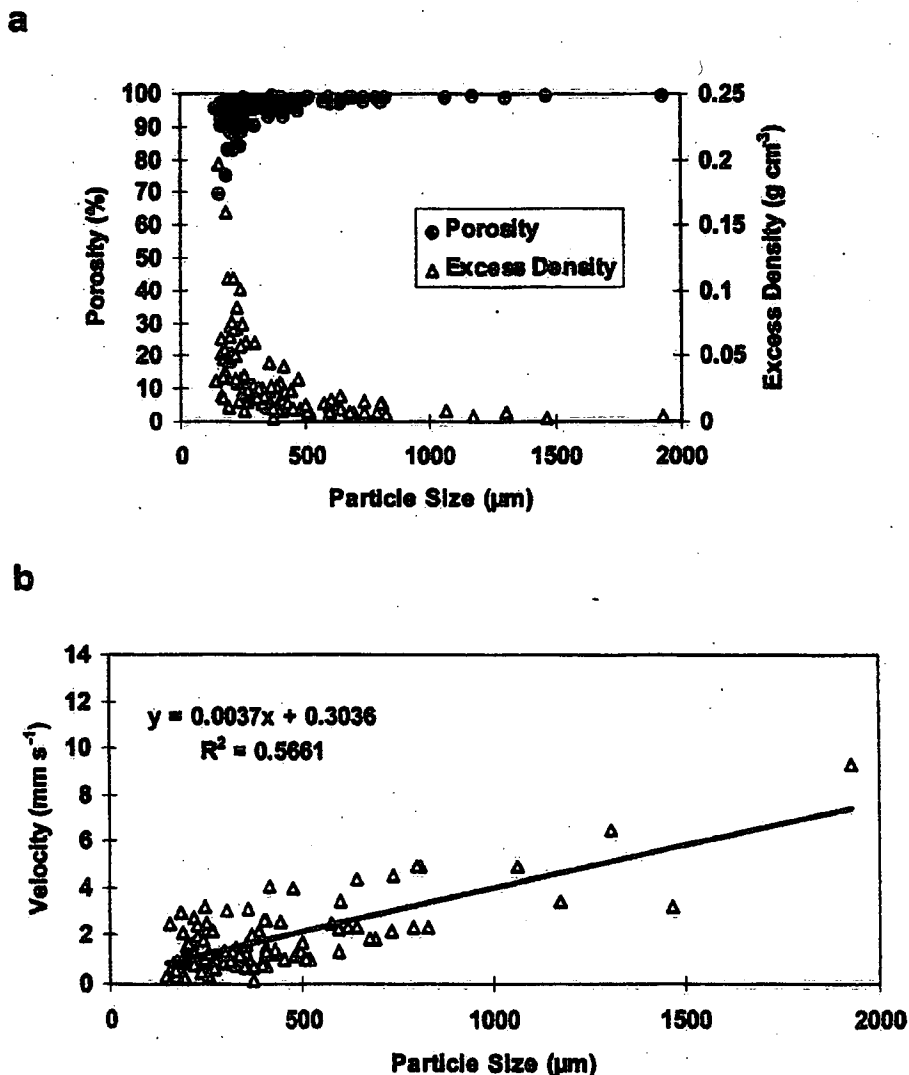 a
100
90
80
70
60
50
40
30
20
10
0
Porosity (%)
0.25
0.2
0.15
0.1
0.05
0
Excess Density (g cm⁻³)
Porosity
Excess Density
0 500 1000 1500 2000
Particle Size (µm)
b
14
12
10
8
6
4
2
0
Velocity (mm s⁻¹)
y = 0.0037x + 0.3036
R² = 0.5661
0 500 1000 1500 2000
Particle Size (µm)